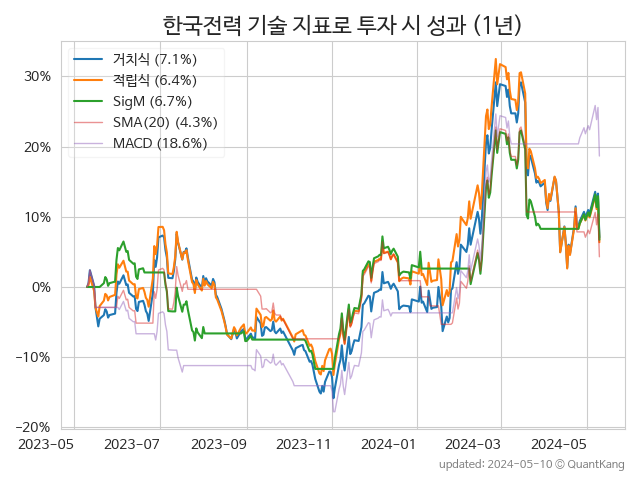 한국전력 기술 지표로 투자 시 성과 (1년)
거치식 (7.1%)
적립식 (6.4%)
SigM (6.7%)
SMA(20) (4.3%)
MACD (18.6%)
30%
20%
10%
0%
−10%
−20%
2023-05
2023-07
2023-09
2023-11
2024-01
2024-03
2024-05
updated: 2024-05-10 © QuantKang